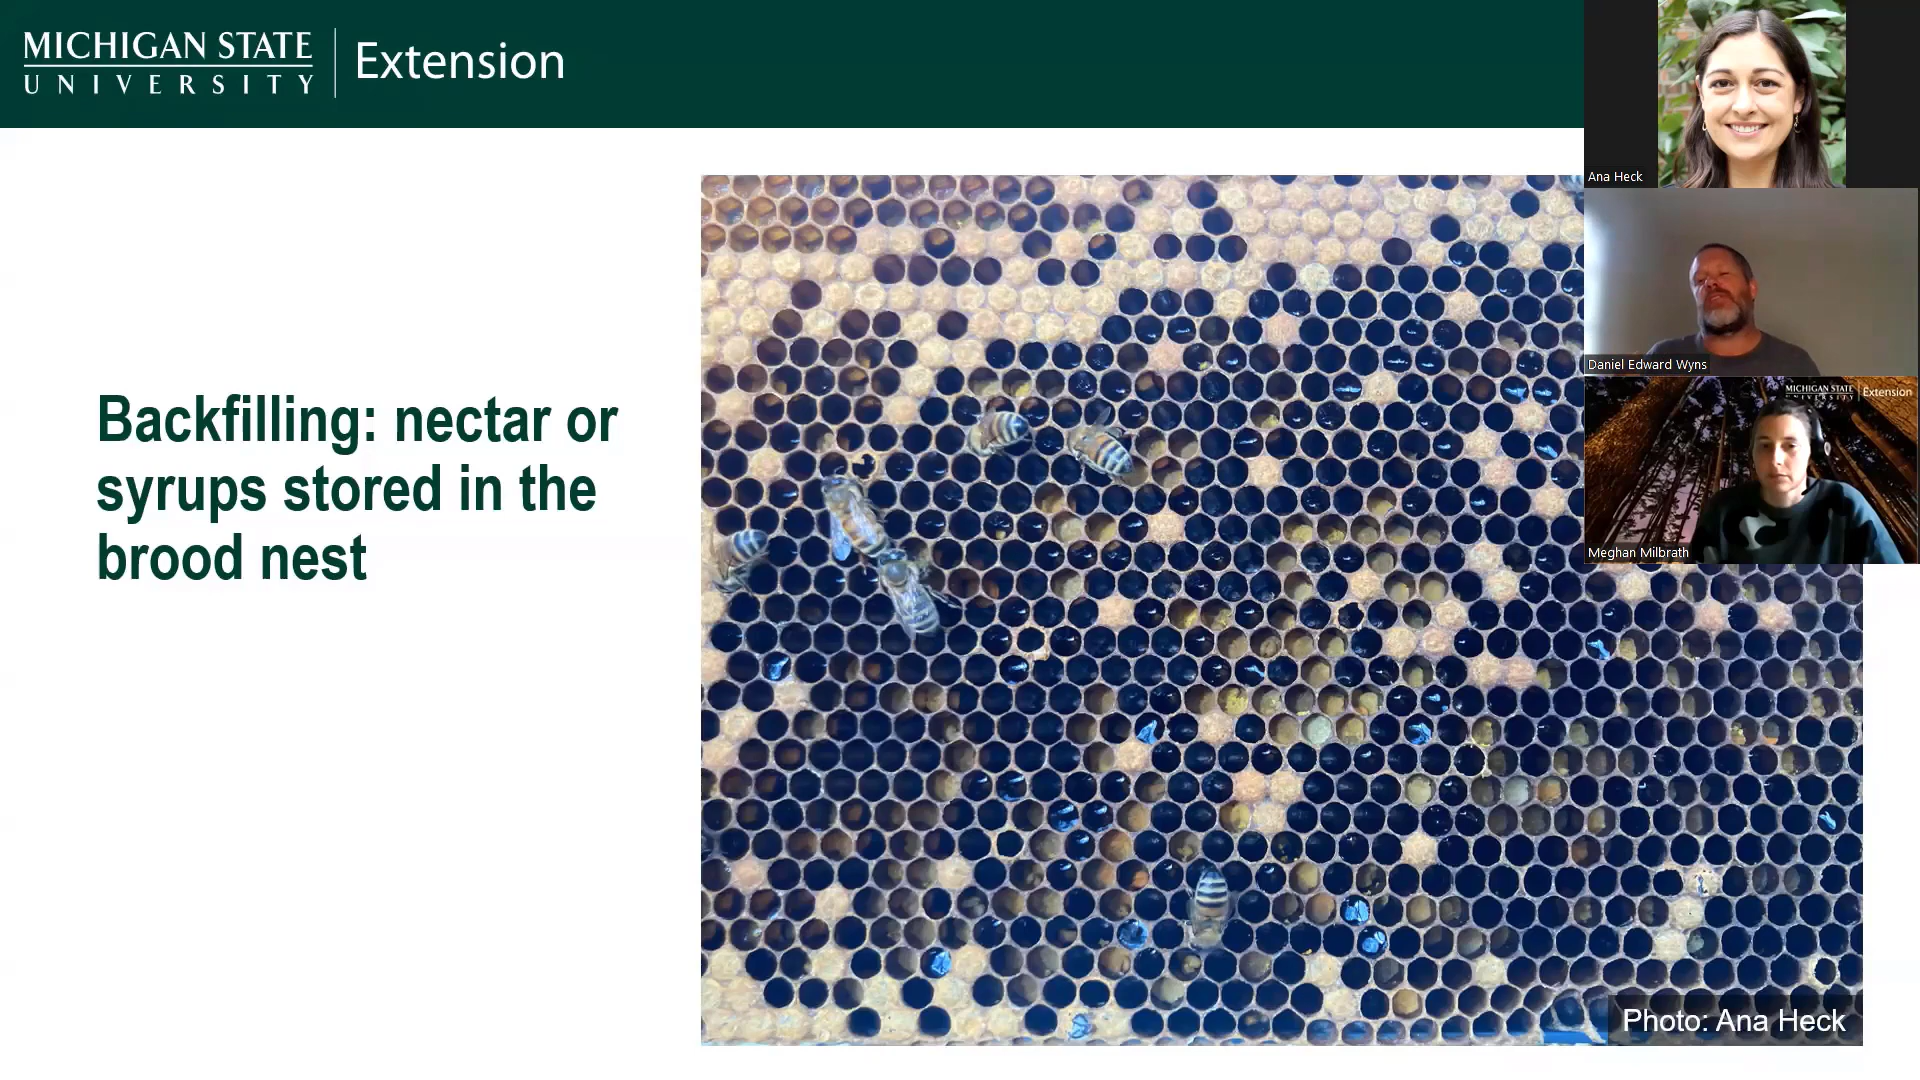 MICHIGAN STATE
UNIVERSITY
Extension
Backfilling: nectar or
syrups stored in the
brood nest
Photo: Ana Heck
Ana Heck
Daniel Edward Wyns
MICHIGAN STATE
UNIVERSITY
Extension
Meghan Milbrath